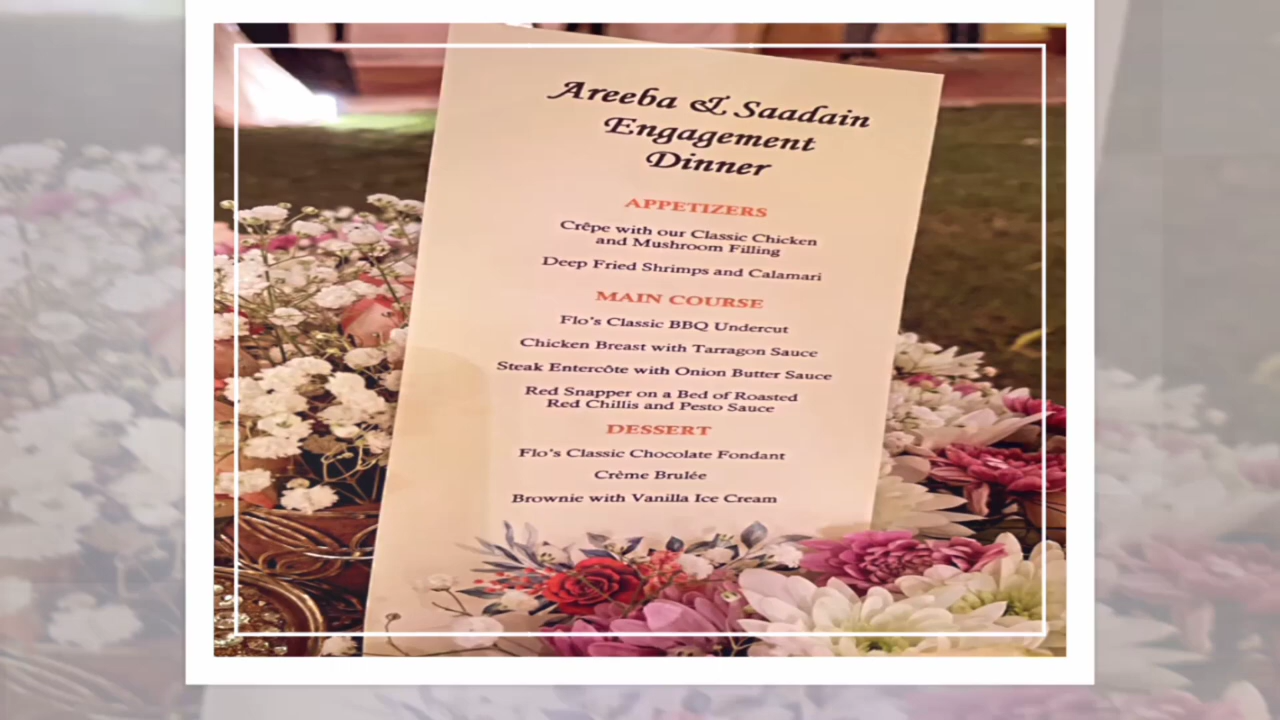 Areeba & Saadain
Engagement
Dinner
APPETIZERS
Crêpe with our Classic Chicken
and Mushroom Filling
Deep Fried Shrimps and Calamari
MAIN COURSE
Flo's Classic BBQ Undercut
Chicken Breast with Tarragon Sauce
Steak Entercôte with Onion Butter Sauce
Red Snapper on a Bed of Roasted
Red Chillis and Pesto Sauce
DESSERT
Flo's Classic Chocolate Fondant
Crème Brulée
Brownie with Vanilla Ice Cream